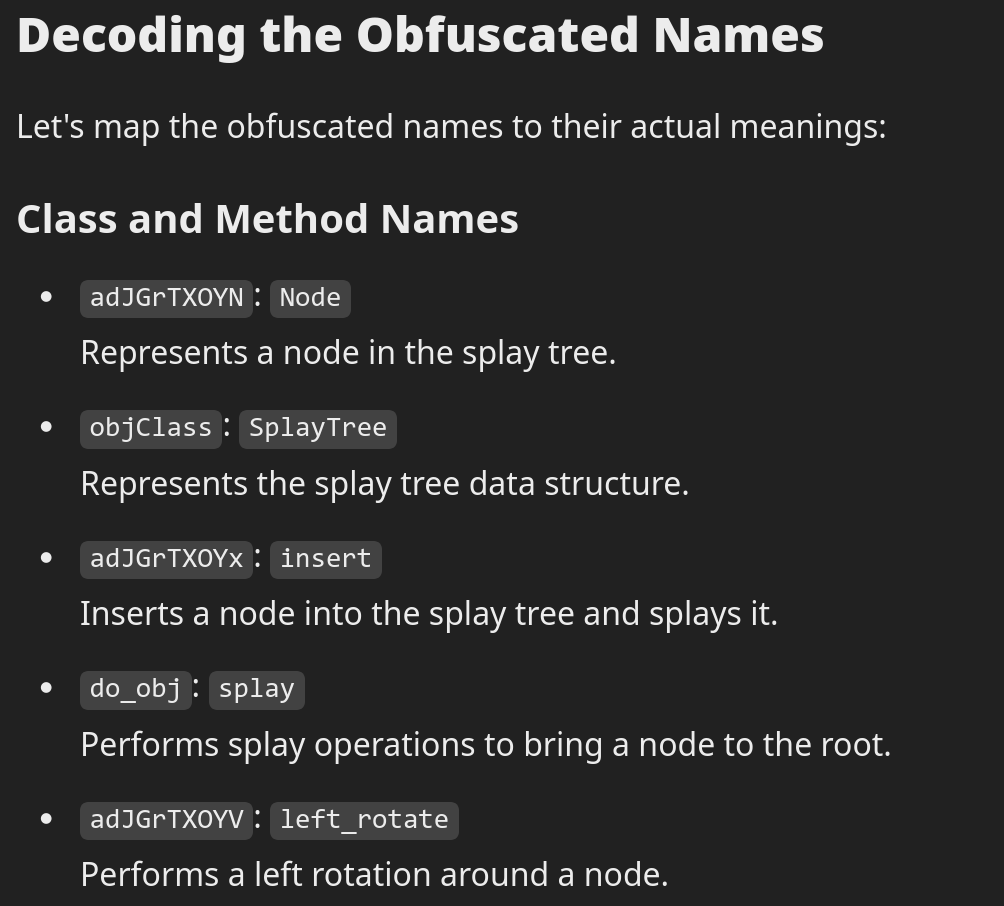 Decoding the Obfuscated Names
Let's map the obfuscated names to their actual meanings:
Class and Method Names
• adJGrTXOYN: Node
Represents a node in the splay tree.
• objClass: SplayTree
Represents the splay tree data structure.
• adJGrTXOYx: insert
Inserts a node into the splay tree and splays it.
• do_obj: splay
Performs splay operations to bring a node to the root.
• adJGrTXOYV: left_rotate
Performs a left rotation around a node.